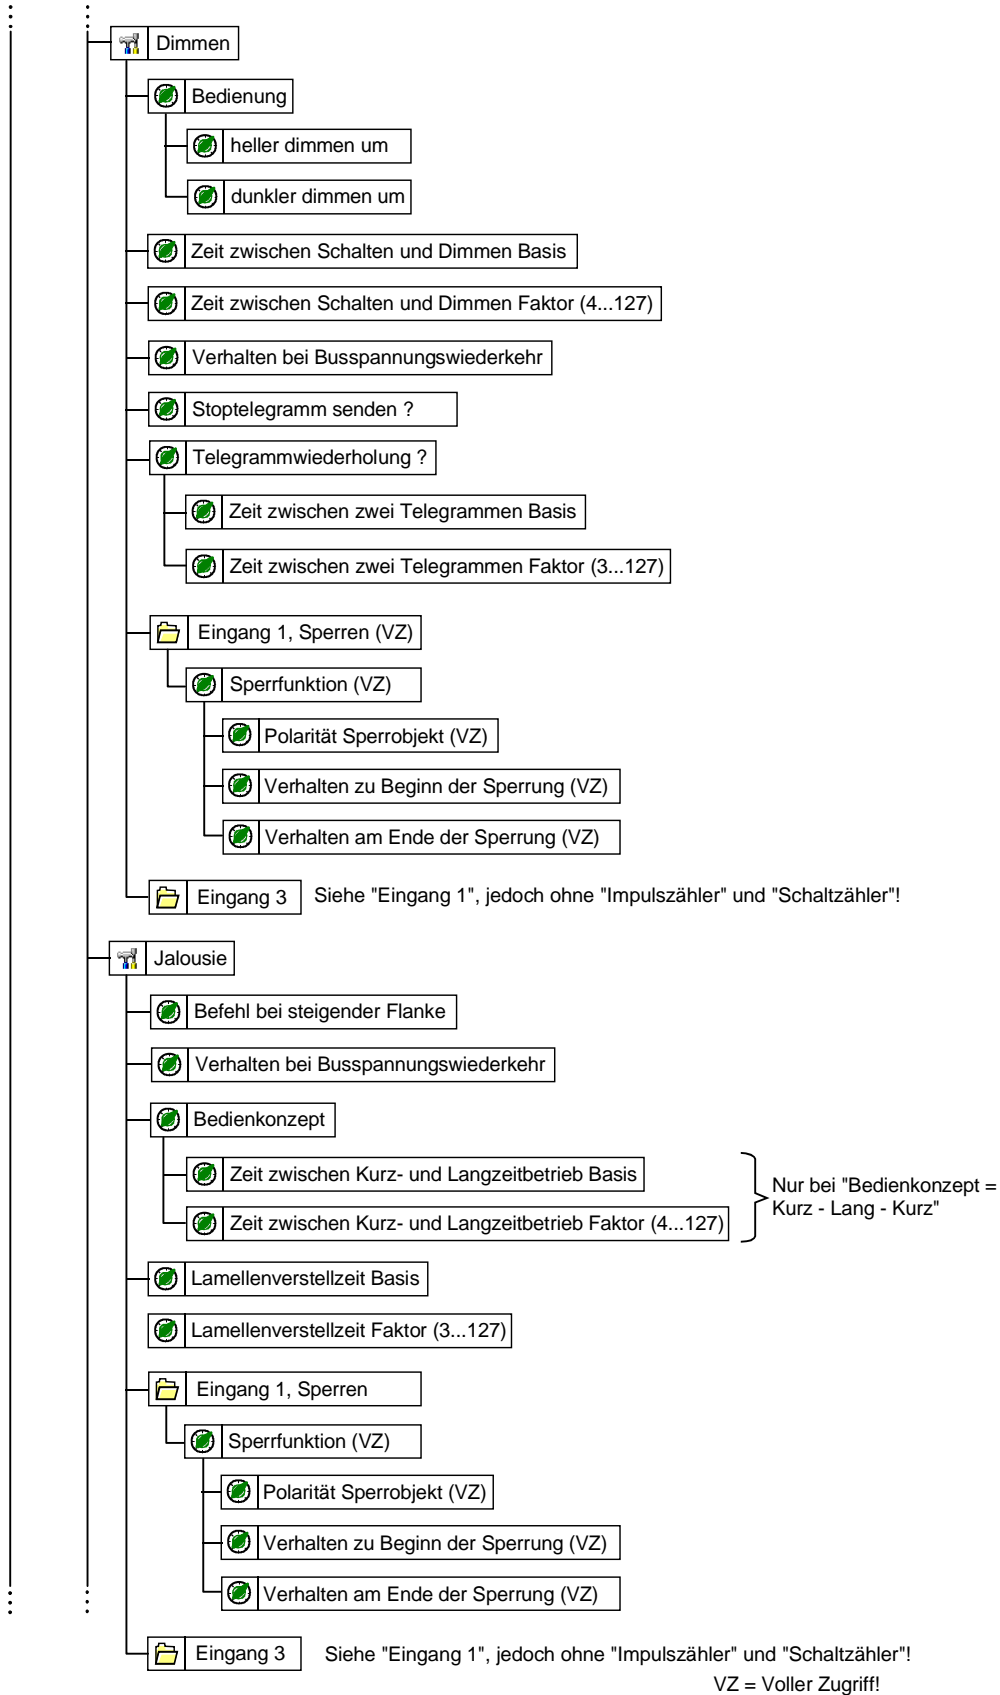 Dimmen
Bedienung
heller dimmen um
dunkler dimmen um
Zeit zwischen Schalten und Dimmen Basis
Zeit zwischen Schalten und Dimmen Faktor (4...127)
Verhalten bei Busspannungswiederkehr
Stoptelegramm senden ?
Telegrammwiederholung ?
Zeit zwischen zwei Telegrammen Basis
Zeit zwischen zwei Telegrammen Faktor (3...127)
Eingang 1, Sperren (VZ)
Sperrfunktion (VZ)
Polarität Sperrobjekt (VZ)
Verhalten zu Beginn der Sperrung (VZ)
Verhalten am Ende der Sperrung (VZ)
Eingang 3 Siehe "Eingang 1", jedoch ohne "Impulszähler" und "Schaltzähler"!
Jalousie
Befehl bei steigender Flanke
Verhalten bei Busspannungswiederkehr
Bedienkonzept
Zeit zwischen Kurz- und Langzeitbetrieb Basis
Zeit zwischen Kurz- und Langzeitbetrieb Faktor (4...127)
Nur bei "Bedienkonzept =
Kurz - Lang - Kurz"
Lamellenverstellzeit Basis
Lamellenverstellzeit Faktor (3...127)
Eingang 1, Sperren
Sperrfunktion (VZ)
Polarität Sperrobjekt (VZ)
Verhalten zu Beginn der Sperrung (VZ)
Verhalten am Ende der Sperrung (VZ)
Eingang 3 Siehe "Eingang 1", jedoch ohne "Impulszähler" und "Schaltzähler"!
VZ = Voller Zugriff!